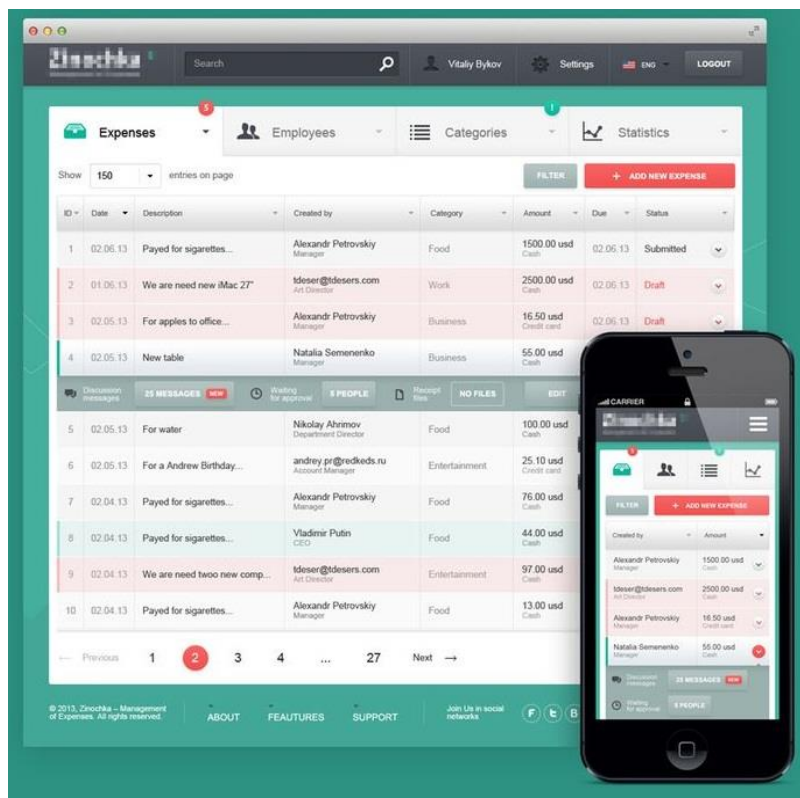 Search
Vitaliy Bykov
Settings
ENG
LOGOUT
5
1
Expenses
Employees
Categories
Statistics
Show 150 entries on page
FILTER
+ ADD NEW EXPENSE
ID Date Description Created by Category Amount Due Status
1 02.06.13 Payed for sigarettes... Alexandr Petrovskiy Food 1500.00 usd 02.06.13 Submitted
Manager Cash
2 01.06.13 We are need new iMac 27" tdeser@tdesers.com Work 2500.00 usd 02.06.13 Draft
Art Director Cash
3 02.05.13 For apples to office... Alexandr Petrovskiy Business 16.50 usd 02.06.13 Draft
Manager Credit card
4 02.05.13 New table Natalia Semenenko Business 55.00 usd
Manager Cash
Discussion messages 25 MESSAGES NEW Waiting for approval 5 PEOPLE Receipt files NO FILES EDIT
5 02.05.13 For water Nikolay Ahrimov Food 100.00 usd
Department Director Cash
6 02.05.13 For a Andrew Birthday... andrey.pr@redkeds.ru Entertainment 25.10 usd
Account Manager Credit card
7 02.04.13 Payed for sigarettes... Alexandr Petrovskiy Food 76.00 usd
Manager Cash
8 02.04.13 Payed for sigarettes... Vladimir Putin Food 44.00 usd
CEO Cash
9 02.04.13 We are need twoo new comp... tdeser@tdesers.com Entertainment 97.00 usd
Art Director Cash
10 02.04.13 Payed for sigarettes... Alexandr Petrovskiy Food 13.00 usd
Manager Cash
← Previous 1 2 3 4 ... 27 Next →
© 2013, Zinochka – Management
of Expenses. All rights reserved.
ABOUT
FEAUTURES
SUPPORT
Join Us in social
networks
F t B
CARRIER
FILTER
+ ADD NEW EXPENSE
Created by Amount
Alexandr Petrovskiy 1500.00 usd
Manager Cash
tdeser@tdesers.com 2500.00 usd
Art Director Cash
Alexandr Petrovskiy 16.50 usd
Manager Credit card
Natalia Semenenko 55.00 usd
Manager Cash
Discussion
messages
25 MESSAGES NEW
Waiting
for approval
5 PEOPLE